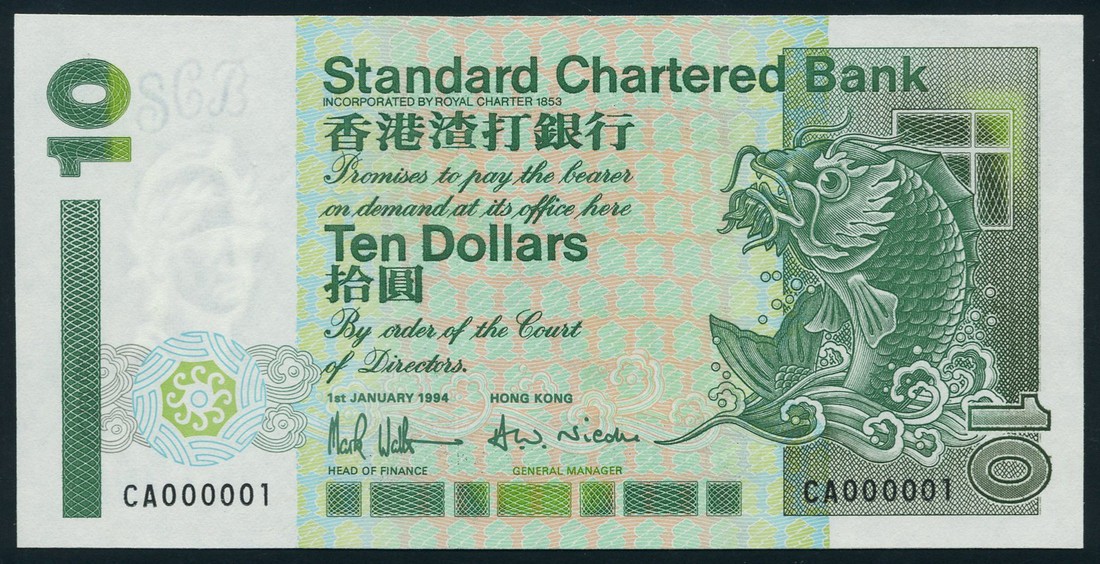 10
SCB
Standard Chartered Bank
INCORPORATED BY ROYAL CHARTER 1853
香港渣打銀行
Promises to pay the bearer
on demand at its office here
Ten Dollars
拾圓
By order of the Court
of Directors.
1st JANUARY 1994 HONG KONG
HEAD OF FINANCE GENERAL MANAGER
CA000001 CA000001
10